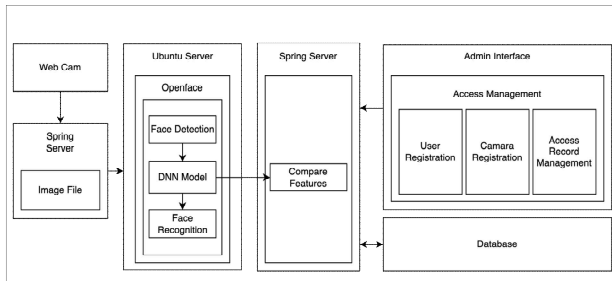 Web Cam
Spring
Server
Image File
Ubuntu Server
Openface
Face Detection
DNN Model
Face
Recognition
Spring Server
Compare
Features
Admin Interface
Access Management
User
Registration
Camara
Registration
Access
Record
Management
Database